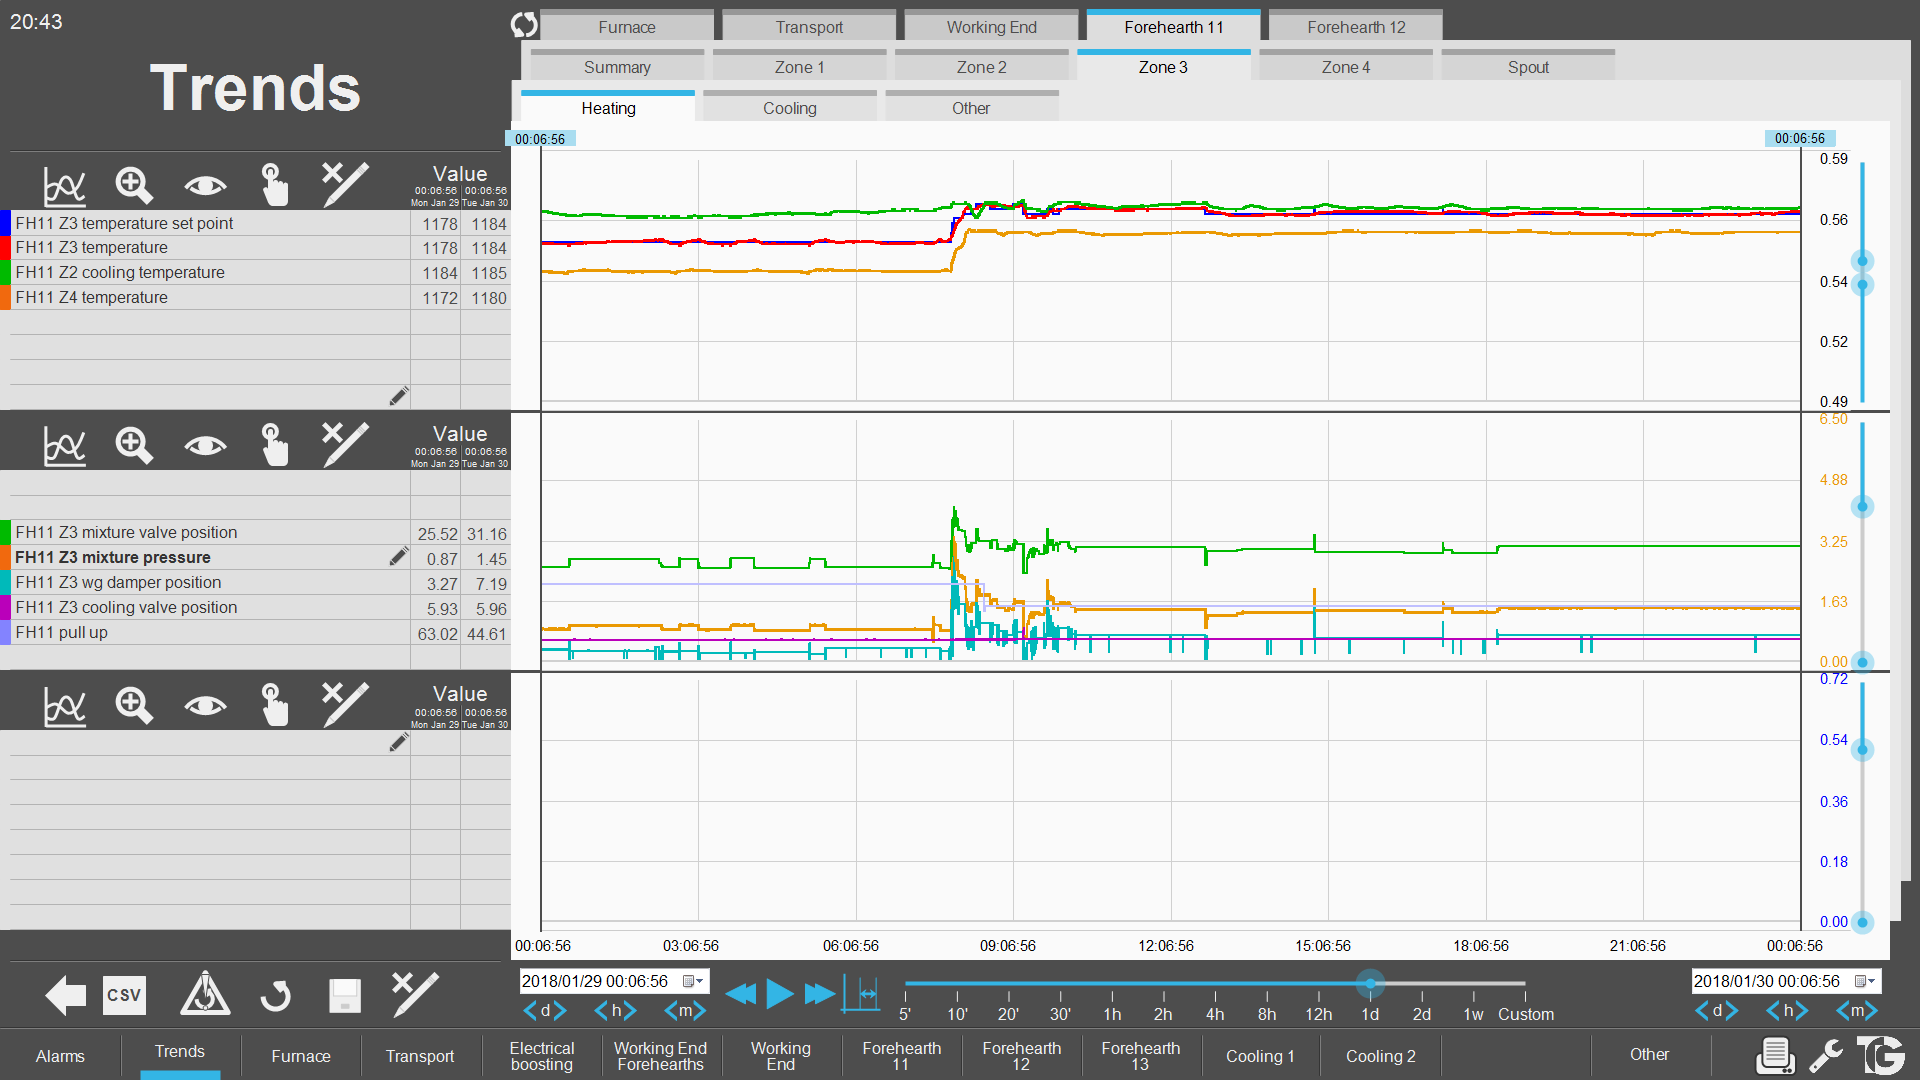 20:43
Trends
Furnace Transport Working End Forehearth 11 Forehearth 12
Summary Zone 1 Zone 2 Zone 3 Zone 4 Spout
Heating Cooling Other
00:06:56 00:06:56
Value
00:06:56 00:06:56
Mon Jan 29 Tue Jan 30
FH11 Z3 temperature set point 1178 1184
FH11 Z3 temperature 1178 1184
FH11 Z2 cooling temperature 1184 1185
FH11 Z4 temperature 1172 1180
0.59
0.56
0.54
0.52
0.49
Value
00:06:56 00:06:56
Mon Jan 29 Tue Jan 30
FH11 Z3 mixture valve position 25.52 31.16
FH11 Z3 mixture pressure 0.87 1.45
FH11 Z3 wg damper position 3.27 7.19
FH11 Z3 cooling valve position 5.93 5.96
FH11 pull up 63.02 44.61
6.50
4.88
3.25
1.63
0.00
Value
00:06:56 00:06:56
Mon Jan 29 Tue Jan 30
0.72
0.54
0.36
0.18
0.00
00:06:56 03:06:56 06:06:56 09:06:56 12:06:56 15:06:56 18:06:56 21:06:56 00:06:56
CSV
2018/01/29 00:06:56
d h m
5' 10' 20' 30' 1h 2h 4h 8h 12h 1d 2d 1w Custom
2018/01/30 00:06:56
d h m
Alarms
Trends
Furnace
Transport
Electrical
boosting
Working End
Forehearths
Working
End
Forehearth
11
Forehearth
12
Forehearth
13
Cooling 1
Cooling 2
Other
TG